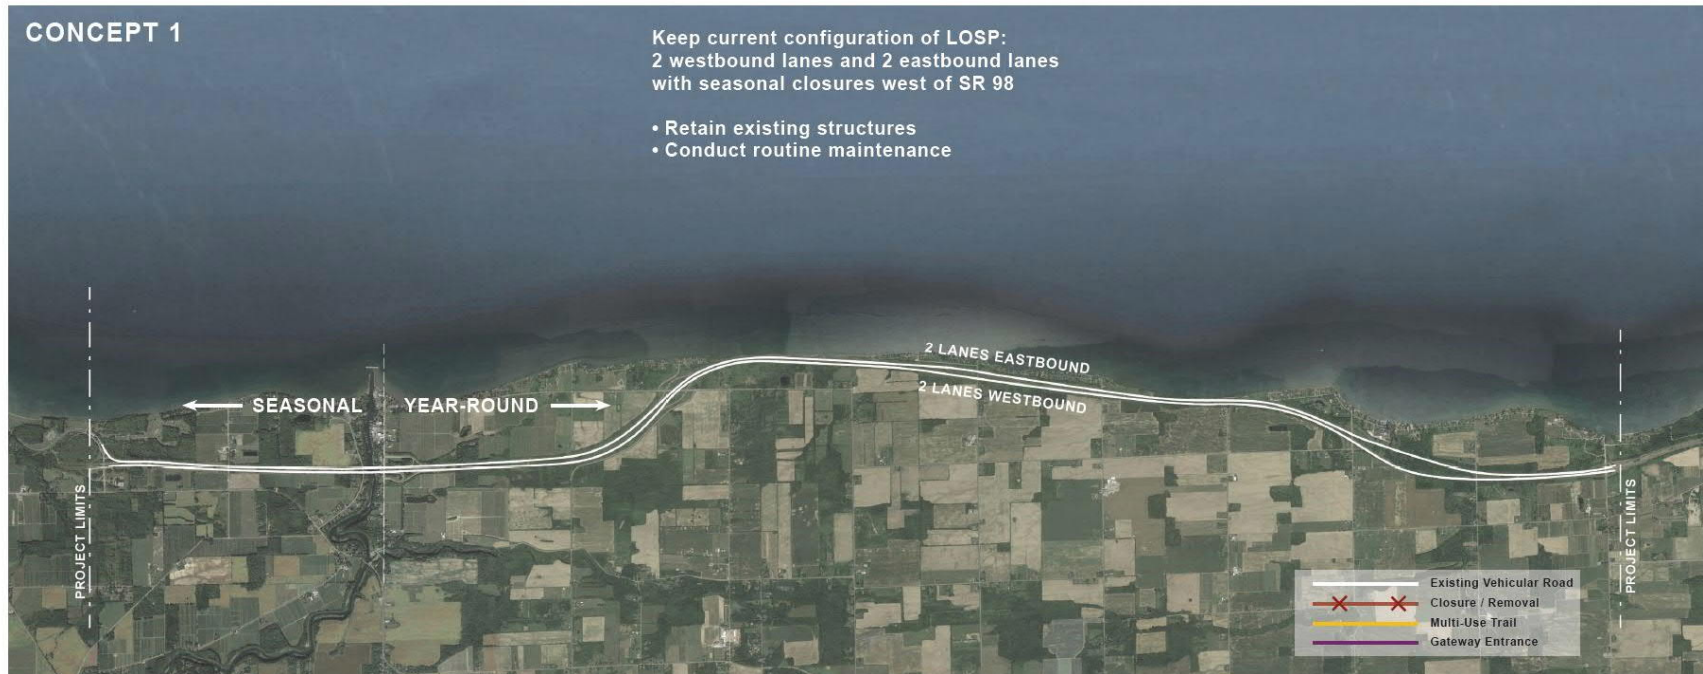 CONCEPT 1
Keep current configuration of LOSP:
2 westbound lanes and 2 eastbound lanes
with seasonal closures west of SR 98
• Retain existing structures
• Conduct routine maintenance
2 LANES EASTBOUND
2 LANES WESTBOUND
SEASONAL
YEAR-ROUND
PROJECT LIMITS
PROJECT LIMITS
Existing Vehicular Road
Closure / Removal
Multi-Use Trail
Gateway Entrance